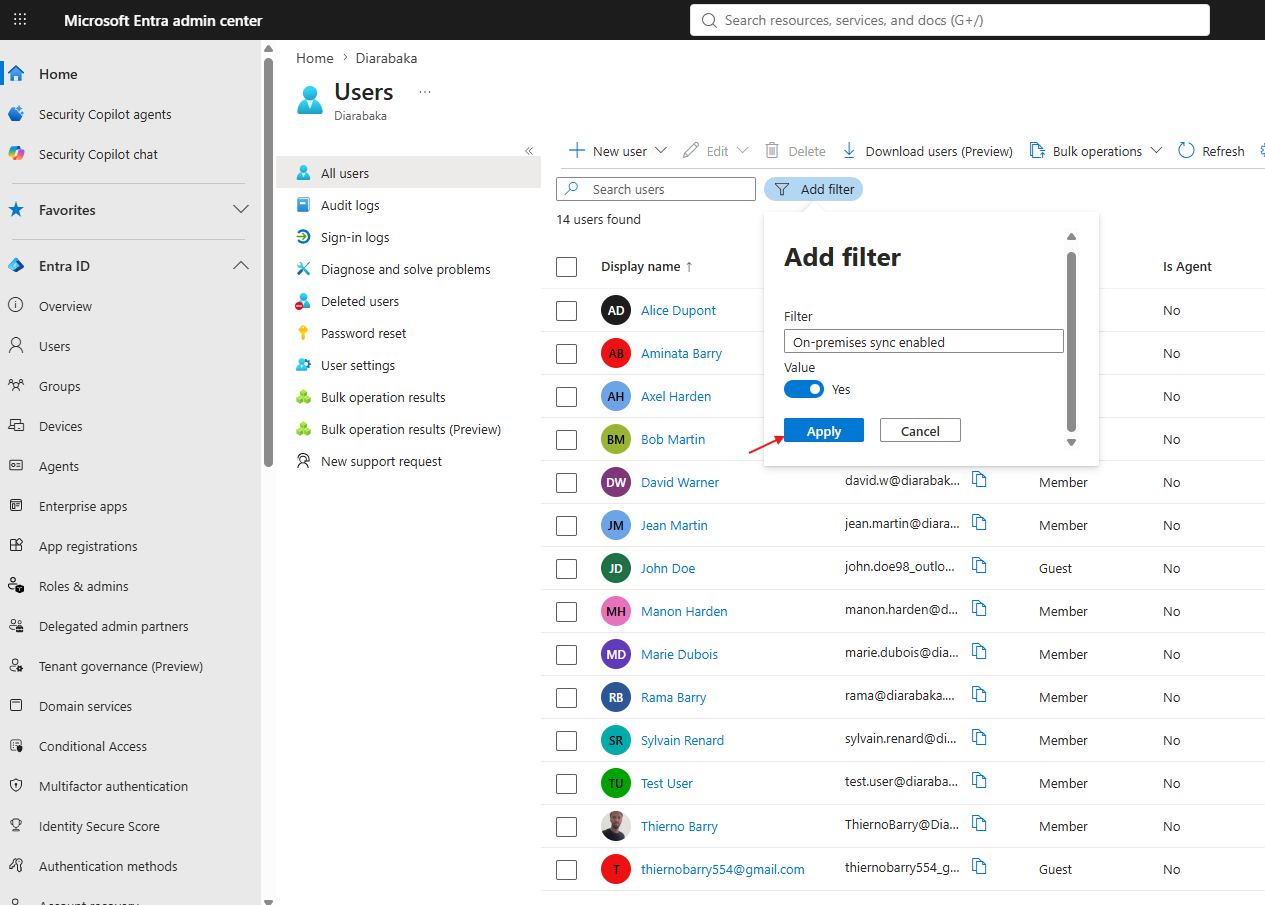 Microsoft Entra admin center
Search resources, services, and docs (G+/)
Home
Security Copilot agents
Security Copilot chat
Favorites
Entra ID
Overview
Users
Groups
Devices
Agents
Enterprise apps
App registrations
Roles & admins
Delegated admin partners
Tenant governance (Preview)
Domain services
Conditional Access
Multifactor authentication
Identity Secure Score
Authentication methods
Account recovery
Home > Diarabaka
Users ...
Diarabaka
«
All users
Audit logs
Sign-in logs
Diagnose and solve problems
Deleted users
Password reset
User settings
Bulk operation results
Bulk operation results (Preview)
New support request
New user Edit Delete Download users (Preview) Bulk operations Refresh
Search users Add filter
14 users found
Display name ↑ Is Agent
AD Alice Dupont No
AB Aminata Barry No
AH Axel Harden No
BM Bob Martin No
DW David Warner david.w@diarabak... Member No
JM Jean Martin jean.martin@diara... Member No
JD John Doe john.doe98_outlo... Guest No
MH Manon Harden manon.harden@d... Member No
MD Marie Dubois marie.dubois@dia... Member No
RB Rama Barry rama@diarabaka.... Member No
SR Sylvain Renard sylvain.renard@di... Member No
TU Test User test.user@diaraba... Member No
Thierno Barry ThiernoBarry@Dia... Member No
T thiernobarry554@gmail.com thiernobarry554_g... Guest No
Add filter
Filter
On-premises sync enabled
Value
Yes
Apply Cancel